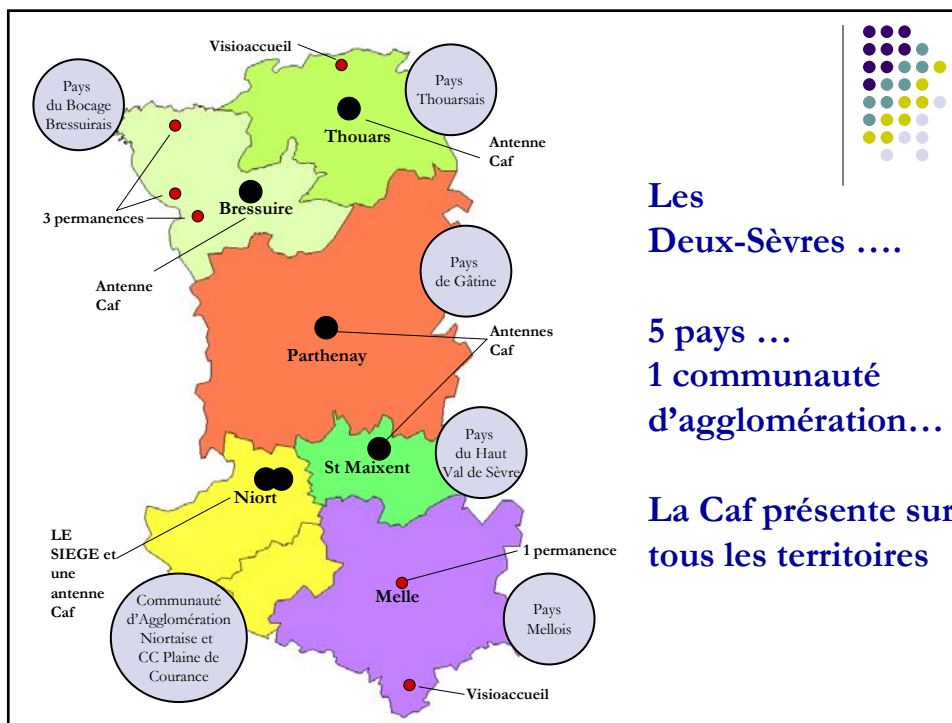 Visioaccueil
Pays
du Bocage
Bressuirais
Pays
Thouarsais
Thouars
Antenne
Caf
Bressuire
3 permanences
Antenne
Caf
Pays
de Gâtine
Parthenay
Antennes
Caf
Pays
du Haut
Val de Sèvre
St Maixent
Niort
LE
SIEGE et
une
antenne
Caf
1 permanence
Melle
Communauté
d'Agglomération
Niortaise et
CC Plaine de
Courance
Pays
Mellois
Visioaccueil
Les
Deux-Sèvres ....
5 pays ...
1 communauté
d'agglomération...
La Caf présente sur
tous les territoires